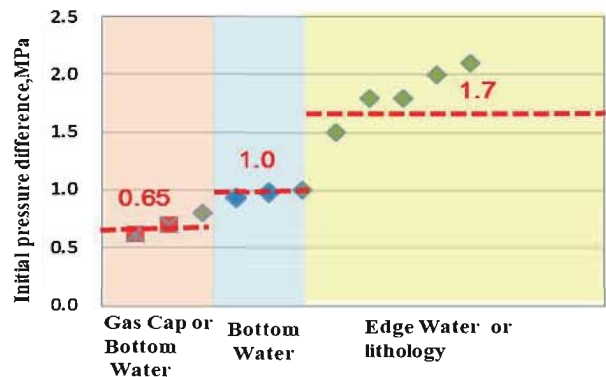 Initial pressure difference,MPa
2.5
2.0
1.5
1.0
0.5
0.0
0.65
1.0
1.7
Gas Cap or
Bottom
Water
Bottom
Water
Edge Water or
lithology